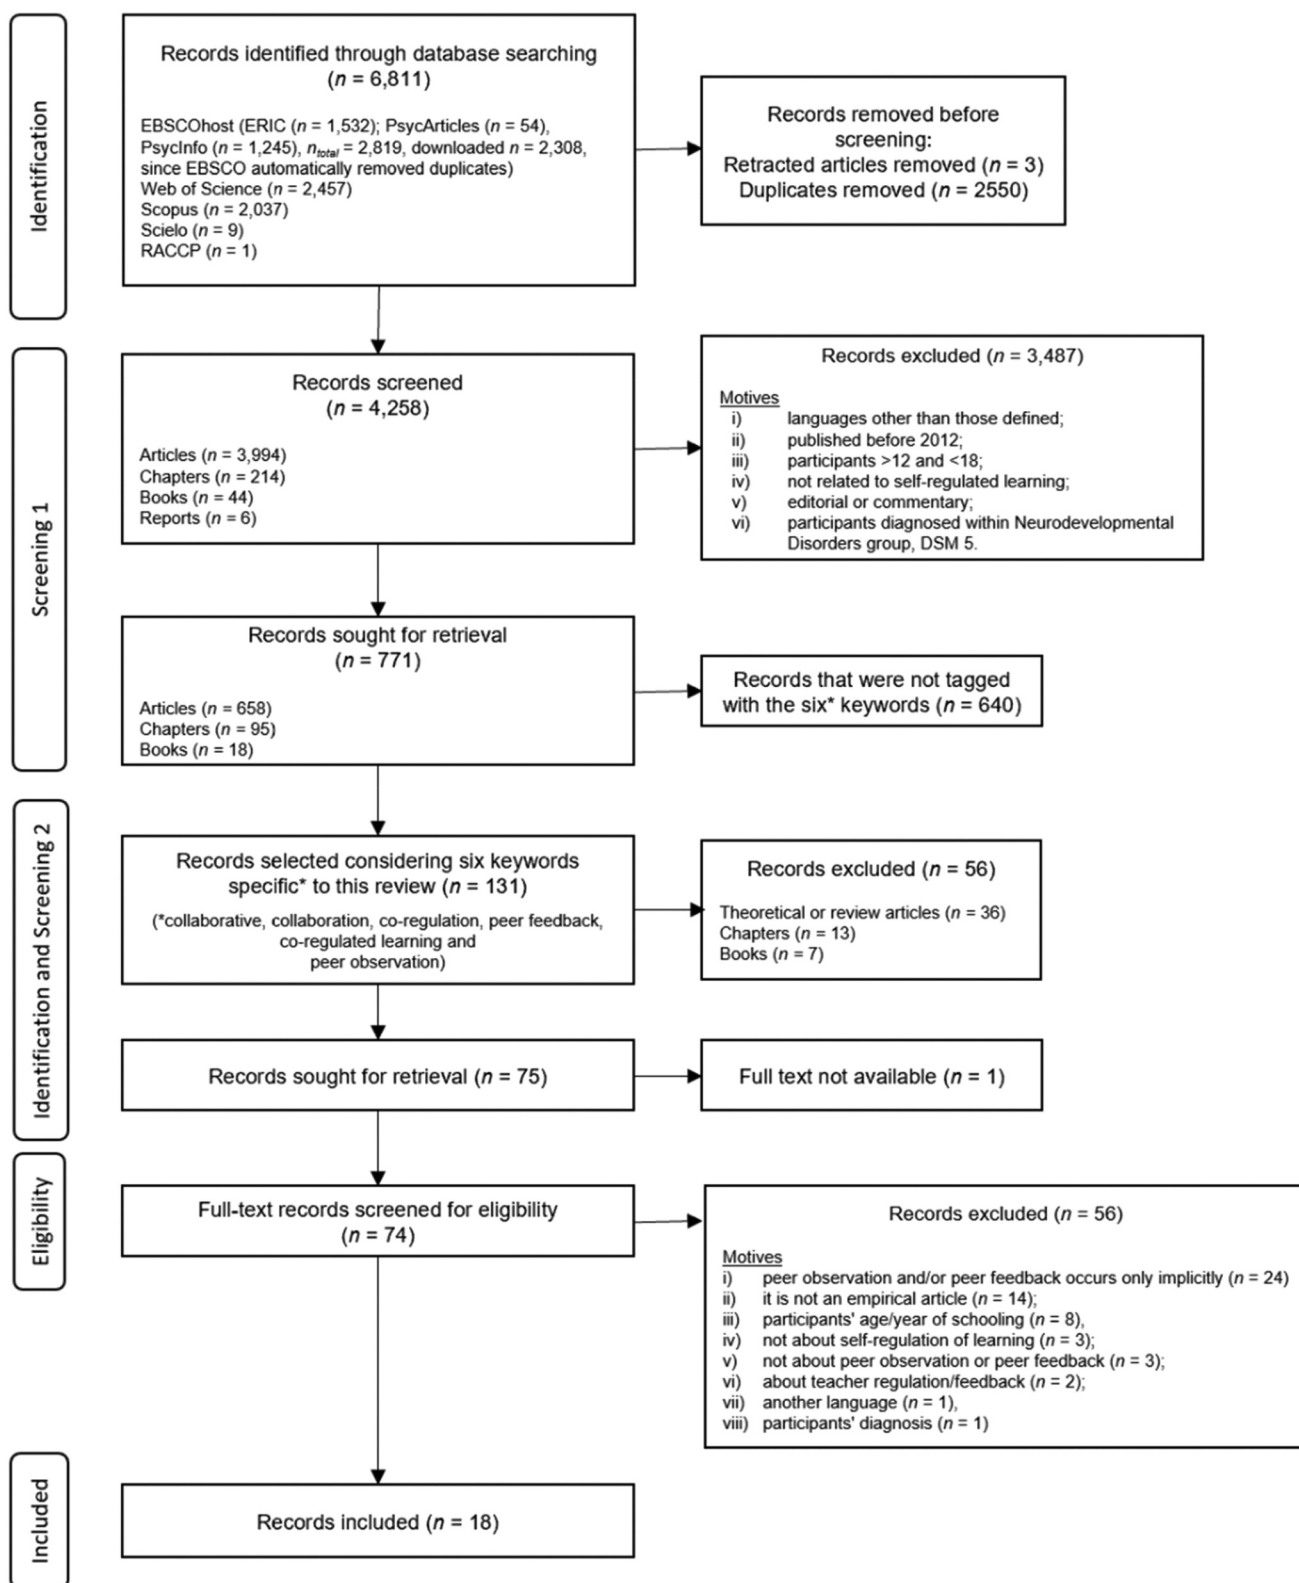 Identification
Records identified through database searching
(n = 6,811)
EBSCOhost (ERIC (n = 1,532); PsycArticles (n = 54),
PsycInfo (n = 1,245), ntotal = 2,819, downloaded n = 2,308,
since EBSCO automatically removed duplicates)
Web of Science (n = 2,457)
Scopus (n = 2,037)
Scielo (n = 9)
RACCP (n = 1)
Records removed before
screening:
Retracted articles removed (n = 3)
Duplicates removed (n = 2550)
Screening 1
Records screened
(n = 4,258)
Articles (n = 3,994)
Chapters (n = 214)
Books (n = 44)
Reports (n = 6)
Records excluded (n = 3,487)
Motives
i) languages other than those defined;
ii) published before 2012;
iii) participants >12 and <18;
iv) not related to self-regulated learning;
v) editorial or commentary;
vi) participants diagnosed within Neurodevelopmental
Disorders group, DSM 5.
Records sought for retrieval
(n = 771)
Articles (n = 658)
Chapters (n = 95)
Books (n = 18)
Records that were not tagged
with the six* keywords (n = 640)
Identification and Screening 2
Records selected considering six keywords
specific* to this review (n = 131)
(*collaborative, collaboration, co-regulation, peer feedback,
co-regulated learning and
peer observation)
Records excluded (n = 56)
Theoretical or review articles (n = 36)
Chapters (n = 13)
Books (n = 7)
Records sought for retrieval (n = 75)
Full text not available (n = 1)
Eligibility
Full-text records screened for eligibility
(n = 74)
Records excluded (n = 56)
Motives
i) peer observation and/or peer feedback occurs only implicitly (n = 24)
ii) it is not an empirical article (n = 14);
iii) participants' age/year of schooling (n = 8),
iv) not about self-regulation of learning (n = 3);
v) not about peer observation or peer feedback (n = 3);
vi) about teacher regulation/feedback (n = 2);
vii) another language (n = 1),
viii) participants' diagnosis (n = 1)
Included
Records included (n = 18)